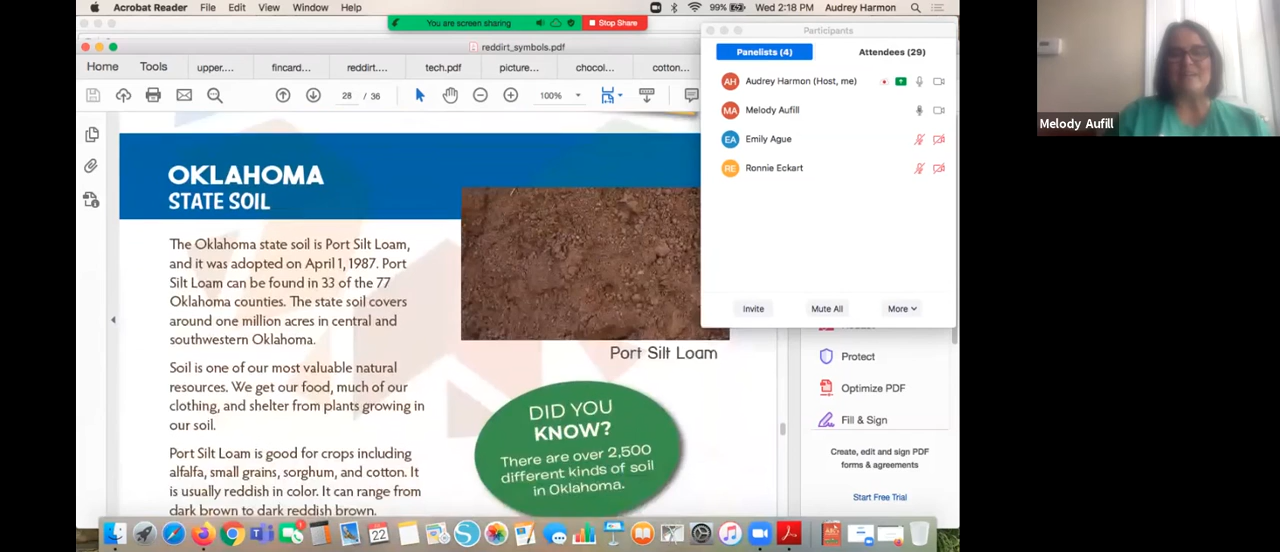 Acrobat Reader File Edit View Window Help
99% Wed 2:18 PM Audrey Harmon
You are screen sharing Stop Share
reddirt_symbols.pdf
Home Tools upper.... fincard.... reddirt.... tech.pdf picture... chocol... cotton...
28 / 36 100%
Participants
Panelists (4) Attendees (29)
AH Audrey Harmon (Host, me)
MA Melody Aufill
EA Emily Ague
RE Ronnie Eckart
Invite Mute All More
Melody Aufill
OKLAHOMA
STATE SOIL
The Oklahoma state soil is Port Silt Loam,
and it was adopted on April 1, 1987. Port
Silt Loam can be found in 33 of the 77
Oklahoma counties. The state soil covers
around one million acres in central and
southwestern Oklahoma.
Soil is one of our most valuable natural
resources. We get our food, much of our
clothing, and shelter from plants growing in
our soil.
Port Silt Loam is good for crops including
alfalfa, small grains, sorghum, and cotton. It
is usually reddish in color. It can range from
dark brown to dark reddish brown.
Port Silt Loam
DID YOU
KNOW?
There are over 2,500
different kinds of soil
in Oklahoma.
Protect
Optimize PDF
Fill & Sign
Create, edit and sign PDF
forms & agreements
Start Free Trial
22